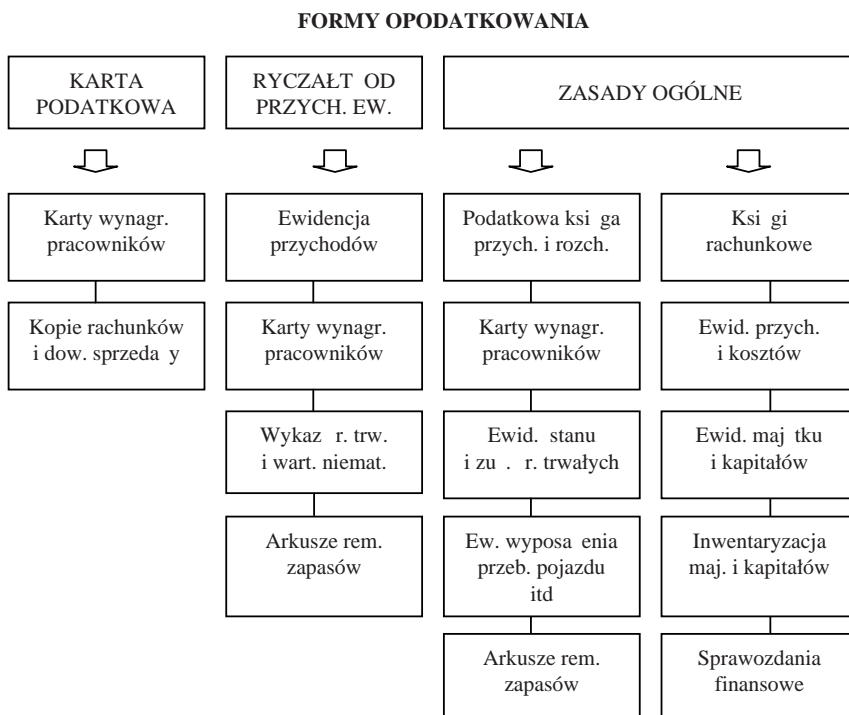 FORMY OPODATKOWANIA
KARTA
PODATKOWA
RYCZAŁT OD
PRZYCH. EW.
ZASADY OGÓLNE
Karty wynagr.
pracowników
Kopie rachunków
i dow. sprzeda y
Ewidencja
przychodów
Karty wynagr.
pracowników
Wykaz r. trw.
i wart. niemat.
Arkusze rem.
zapasów
Podatkowa ksi ga
przych. i rozch.
Karty wynagr.
pracowników
Ewid. stanu
i zu . r. trwałych
Ew. wyposa enia
przeb. pojazdu
itd
Arkusze rem.
zapasów
Ksi gi
rachunkowe
Ewid. przych.
i kosztów
Ewid. maj tku
i kapitałów
Inwentaryzacja
maj. i kapitałów
Sprawozdania
finansowe